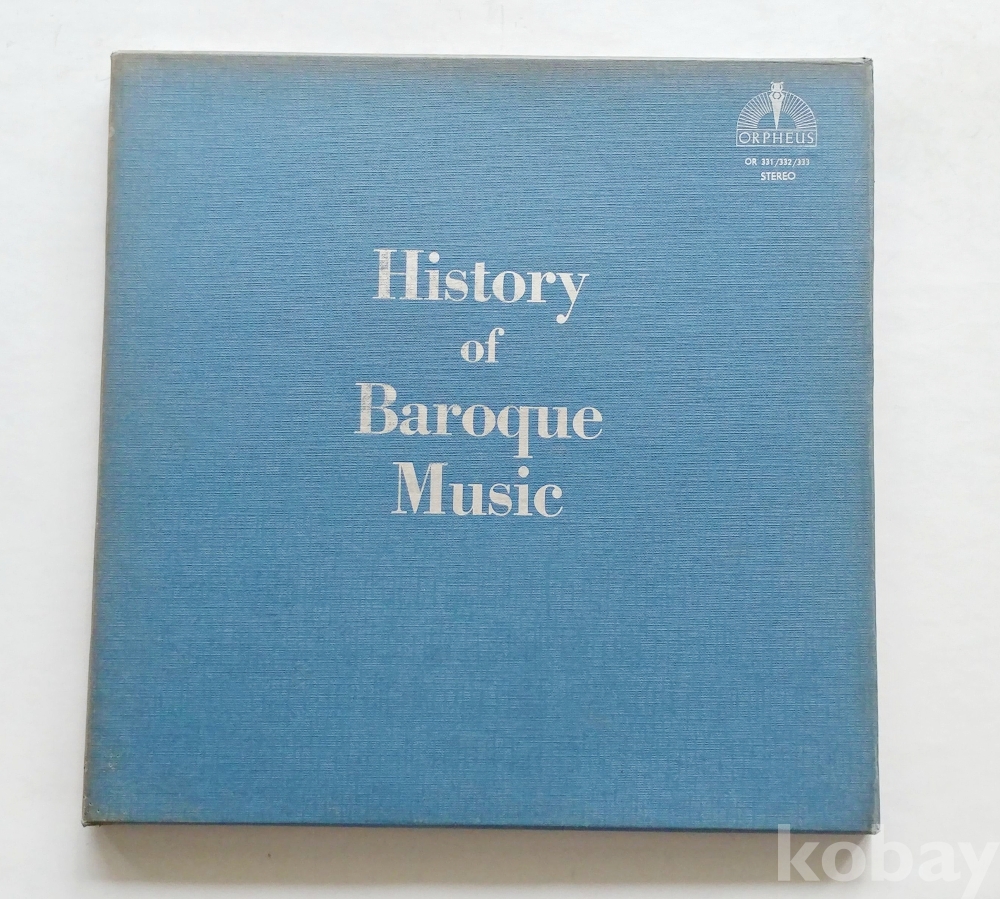 ORPHEUS
OR 331/332/333
STEREO
History
of
Baroque
Music
kobay